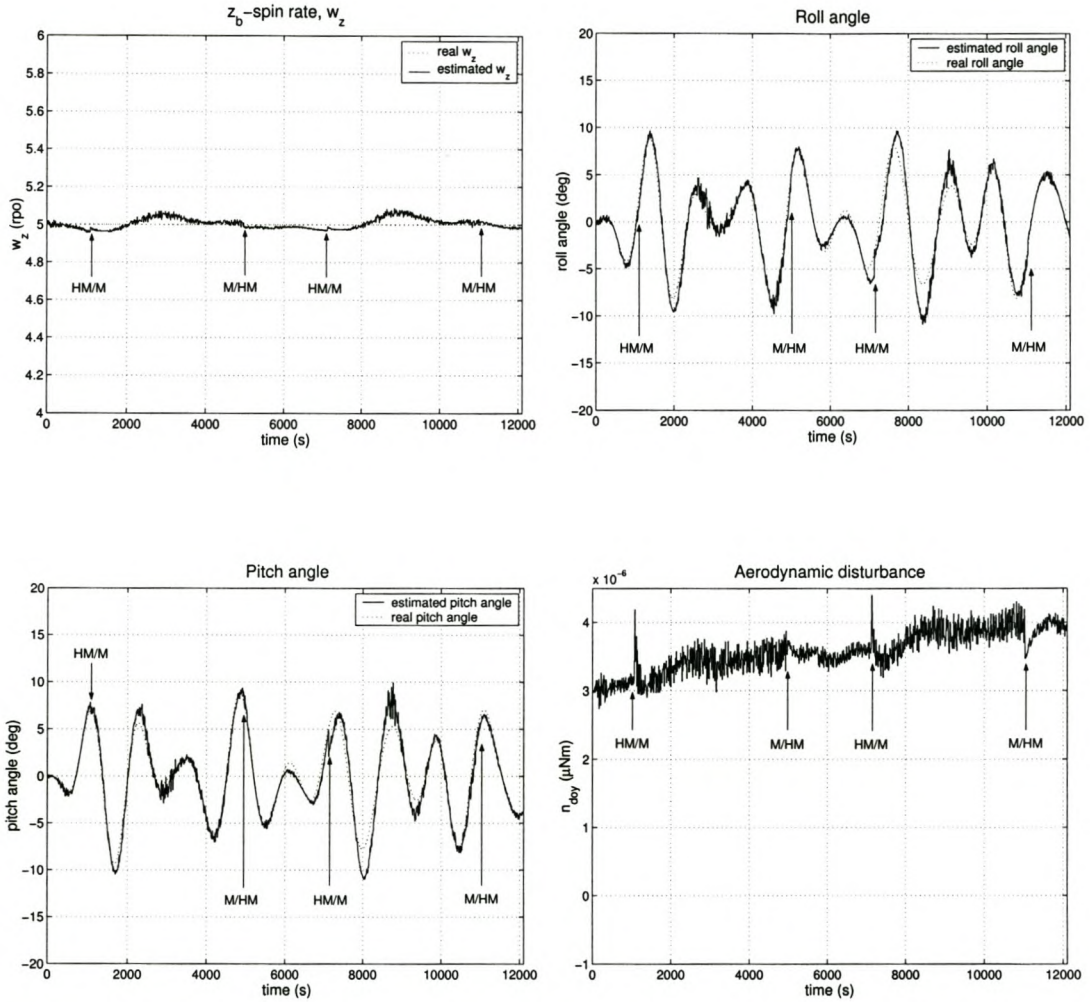 z_b−spin rate, w_z
6
5.8
5.6
5.4
5.2
5
4.8
4.6
4.4
4.2
4
w_z (rpo)
real w_z
estimated w_z
HM/M
M/HM
HM/M
M/HM
0
2000
4000
6000
8000
10000
12000
time (s)
Roll angle
20
15
10
5
0
−5
−10
−15
−20
roll angle (deg)
estimated roll angle
real roll angle
HM/M
M/HM
HM/M
M/HM
0
2000
4000
6000
8000
10000
12000
time (s)
Pitch angle
20
15
10
5
0
−5
−10
−15
−20
pitch angle (deg)
estimated pitch angle
real pitch angle
HM/M
M/HM
HM/M
M/HM
0
2000
4000
6000
8000
10000
12000
time (s)
x 10⁻⁶
Aerodynamic disturbance
4
3
2
1
0
−1
n_doy (μNm)
HM/M
M/HM
HM/M
M/HM
0
2000
4000
6000
8000
10000
12000
time (s)